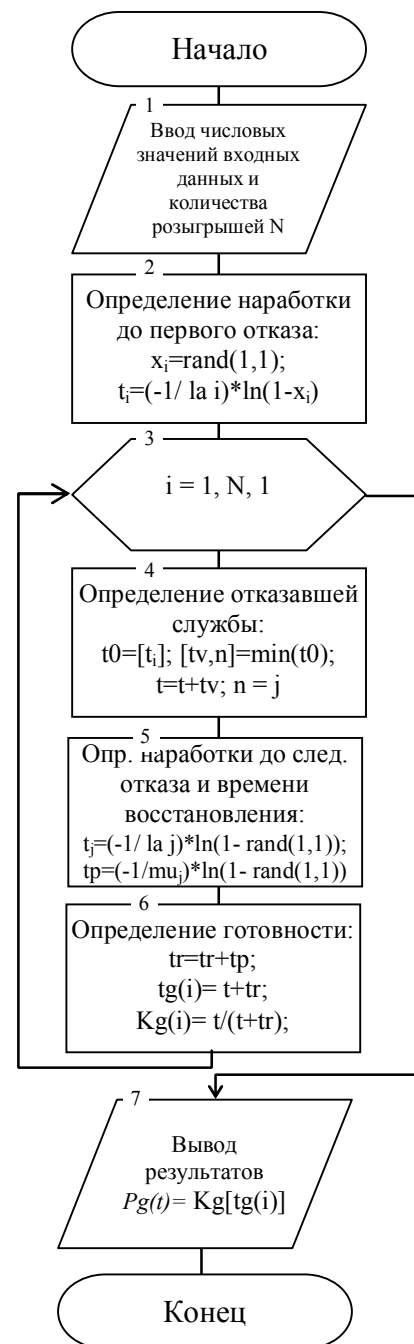 Начало
1
Ввод числовых
значений входных
данных и
количества
розыгрышей N
2
Определение наработки
до первого отказа:
xᵢ=rand(1,1);
tᵢ=(-1/ la i)*ln(1-xᵢ)
3
i = 1, N, 1
4
Определение отказавшей
службы:
t0=[tᵢ]; [tv,n]=min(t0);
t=t+tv; n = j
5
Опр. наработки до след.
отказа и времени
восстановления:
tⱼ=(-1/ la j)*ln(1- rand(1,1));
tp=(-1/muⱼ)*ln(1- rand(1,1))
6
Определение готовности:
tr=tr+tp;
tg(i)= t+tr;
Kg(i)= t/(t+tr);
7
Вывод
результатов
Pg(t)= Kg[tg(i)]
Конец